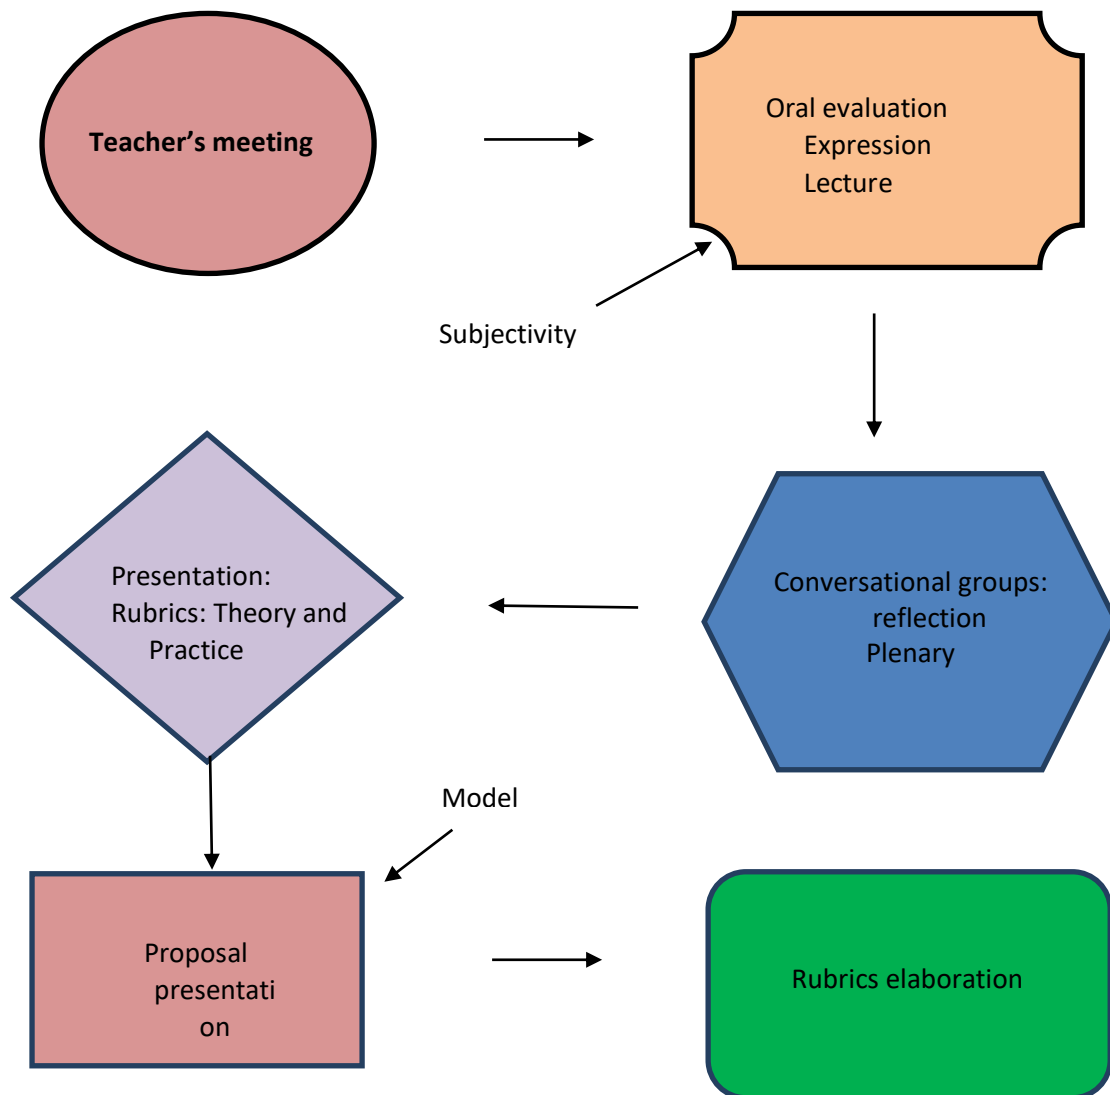 Teacher’s meeting
Oral evaluation
Expression
Lecture
Subjectivity
Conversational groups:
reflection
Plenary
Presentation:
Rubrics: Theory and
Practice
Model
Proposal
presentati
on
Rubrics elaboration